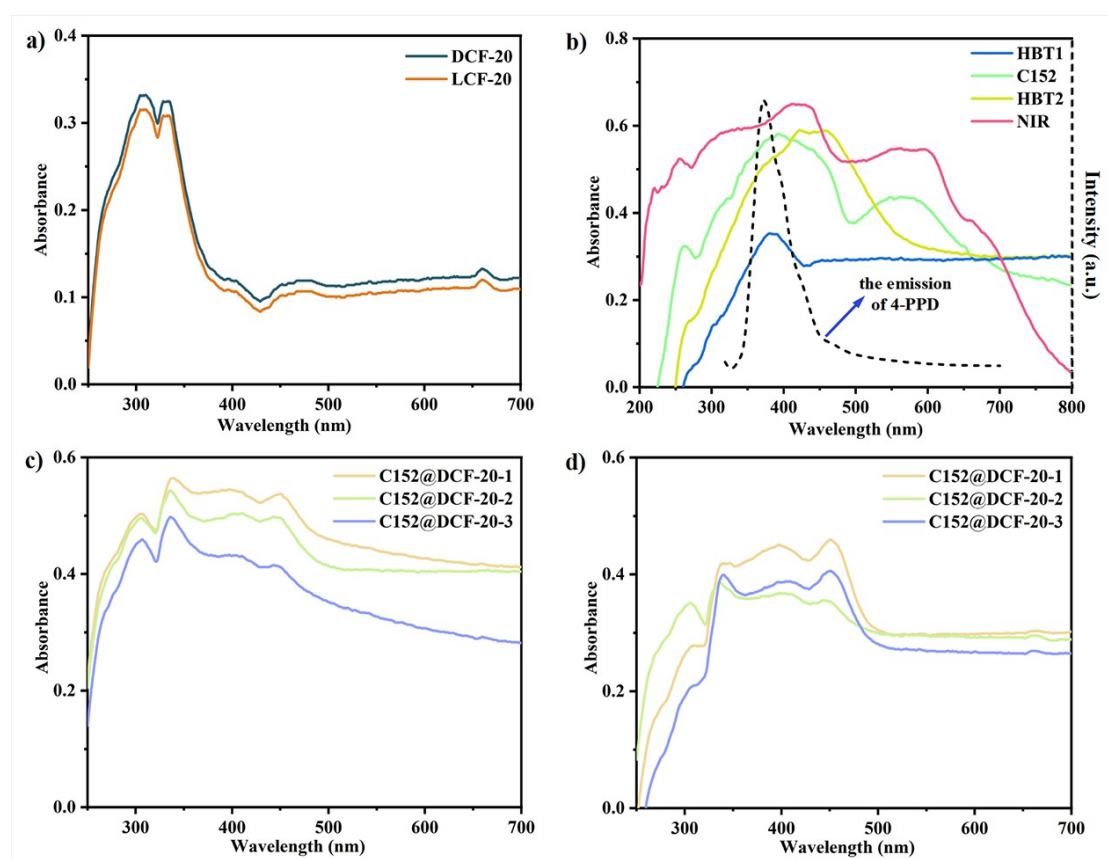 a)
0.4
0.3
0.2
0.1
0.0
Absorbance
DCF-20
LCF-20
300 400 500 600 700
Wavelength (nm)
b)
0.8
0.6
0.4
0.2
0.0
Absorbance
HBT1
C152
HBT2
NIR
the emission
of 4-PPD
Intensity (a.u.)
200 300 400 500 600 700 800
Wavelength (nm)
c)
0.6
0.4
0.2
0.0
Absorbance
C152@DCF-20-1
C152@DCF-20-2
C152@DCF-20-3
300 400 500 600 700
Wavelength (nm)
d)
0.6
0.4
0.2
0.0
Absorbance
C152@DCF-20-1
C152@DCF-20-2
C152@DCF-20-3
300 400 500 600 700
Wavelength (nm)